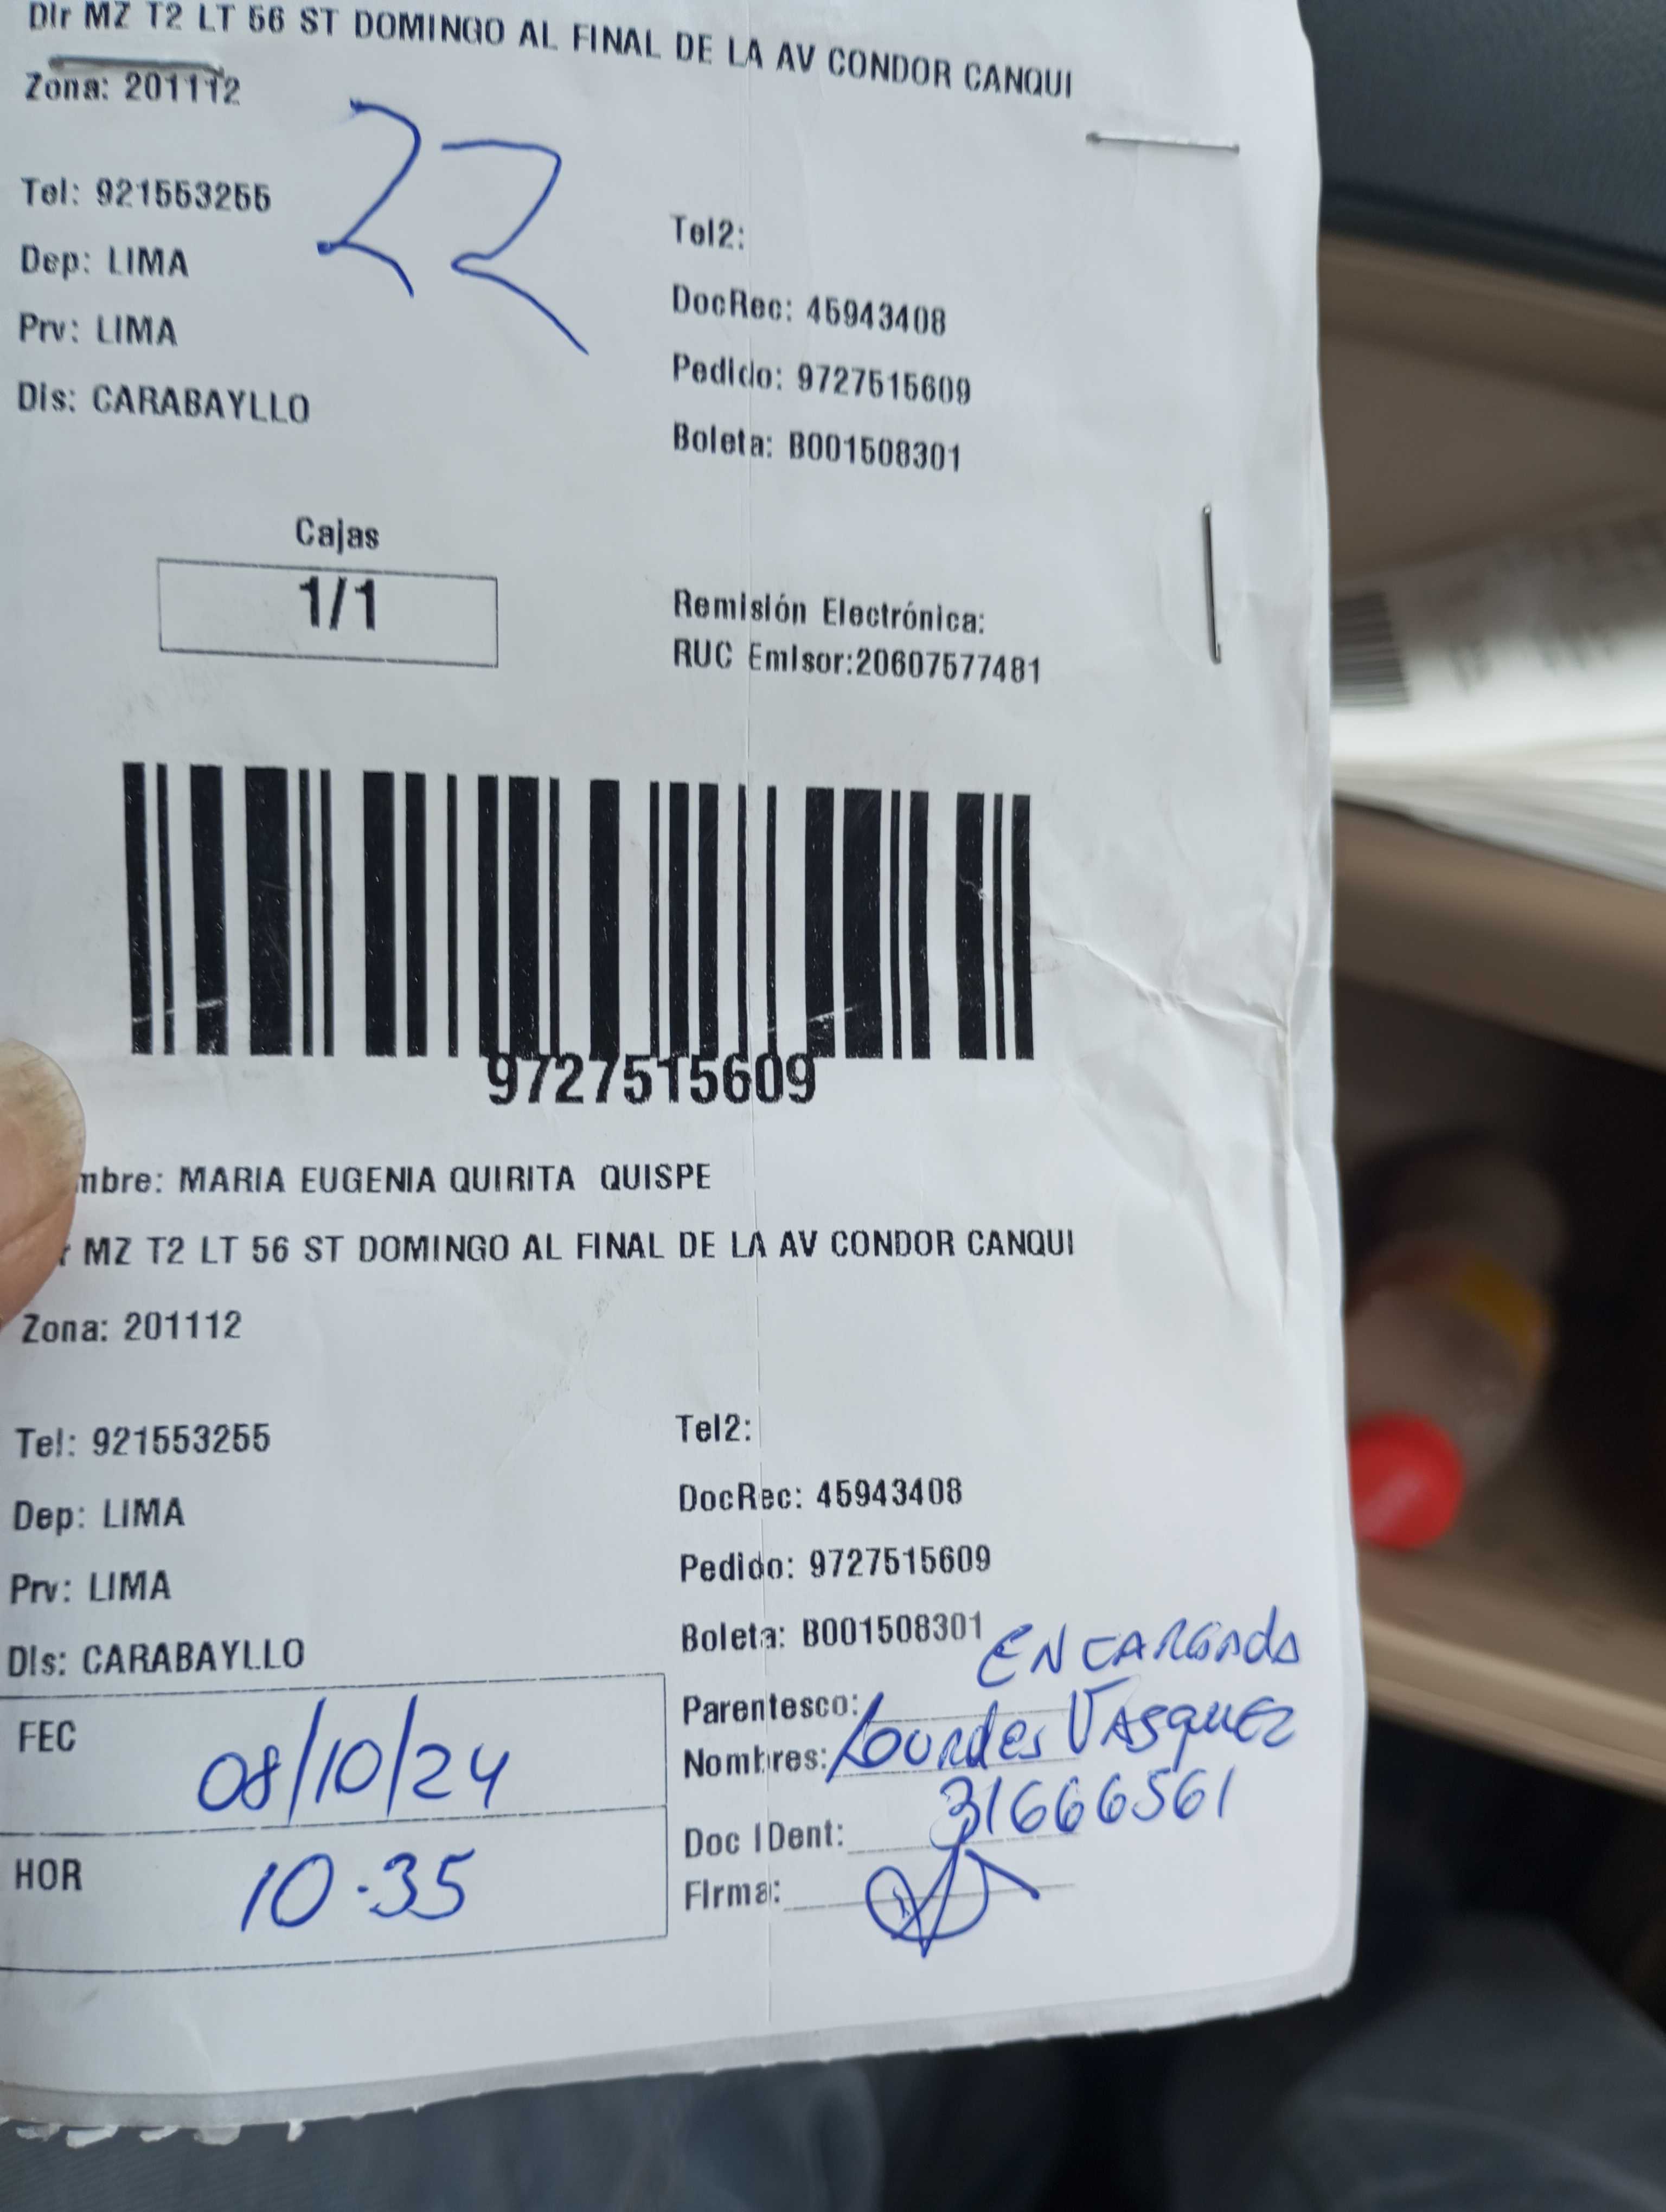 Dir MZ T2 LT 56 ST DOMINGO AL FINAL DE LA AV CONDOR CANQUI
Zona: 201112
22
Tel: 921553255
Tel2:
Dep: LIMA
DocRec: 45943408
Prv: LIMA
Pedido: 9727515609
Dis: CARABAYLLO
Boleta: B001508301
Cajas
1/1
Remisión Electrónica:
RUC Emisor:20607577481
9727515609
mbre: MARIA EUGENIA QUIRITA QUISPE
r MZ T2 LT 56 ST DOMINGO AL FINAL DE LA AV CONDOR CANQUI
Zona: 201112
Tel: 921553255
Tel2:
Dep: LIMA
DocRec: 45943408
Prv: LIMA
Pedido: 9727515609
Dis: CARABAYLLO
Boleta: B001508301
ENCARGAda
Parentesco:
Nombres: Lourdes VASquEZ
Doc IDent: 31666561
Firma:
FEC 08/10/24
HOR 10.35